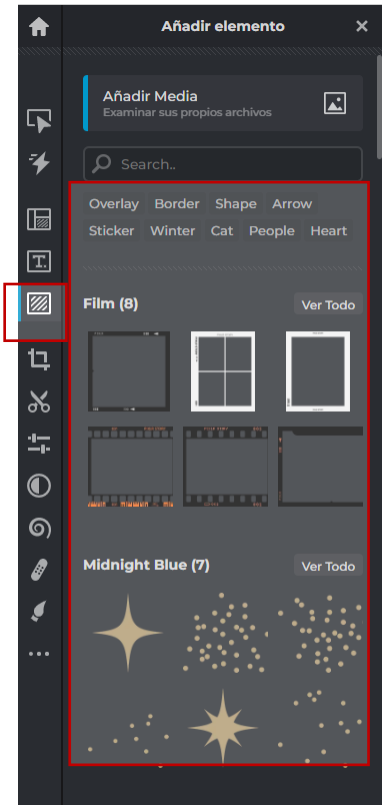 Añadir elemento
Añadir Media
Examinar sus propios archivos
Search..
Overlay Border Shape Arrow
Sticker Winter Cat People Heart
Film (8) Ver Todo
Midnight Blue (7) Ver Todo